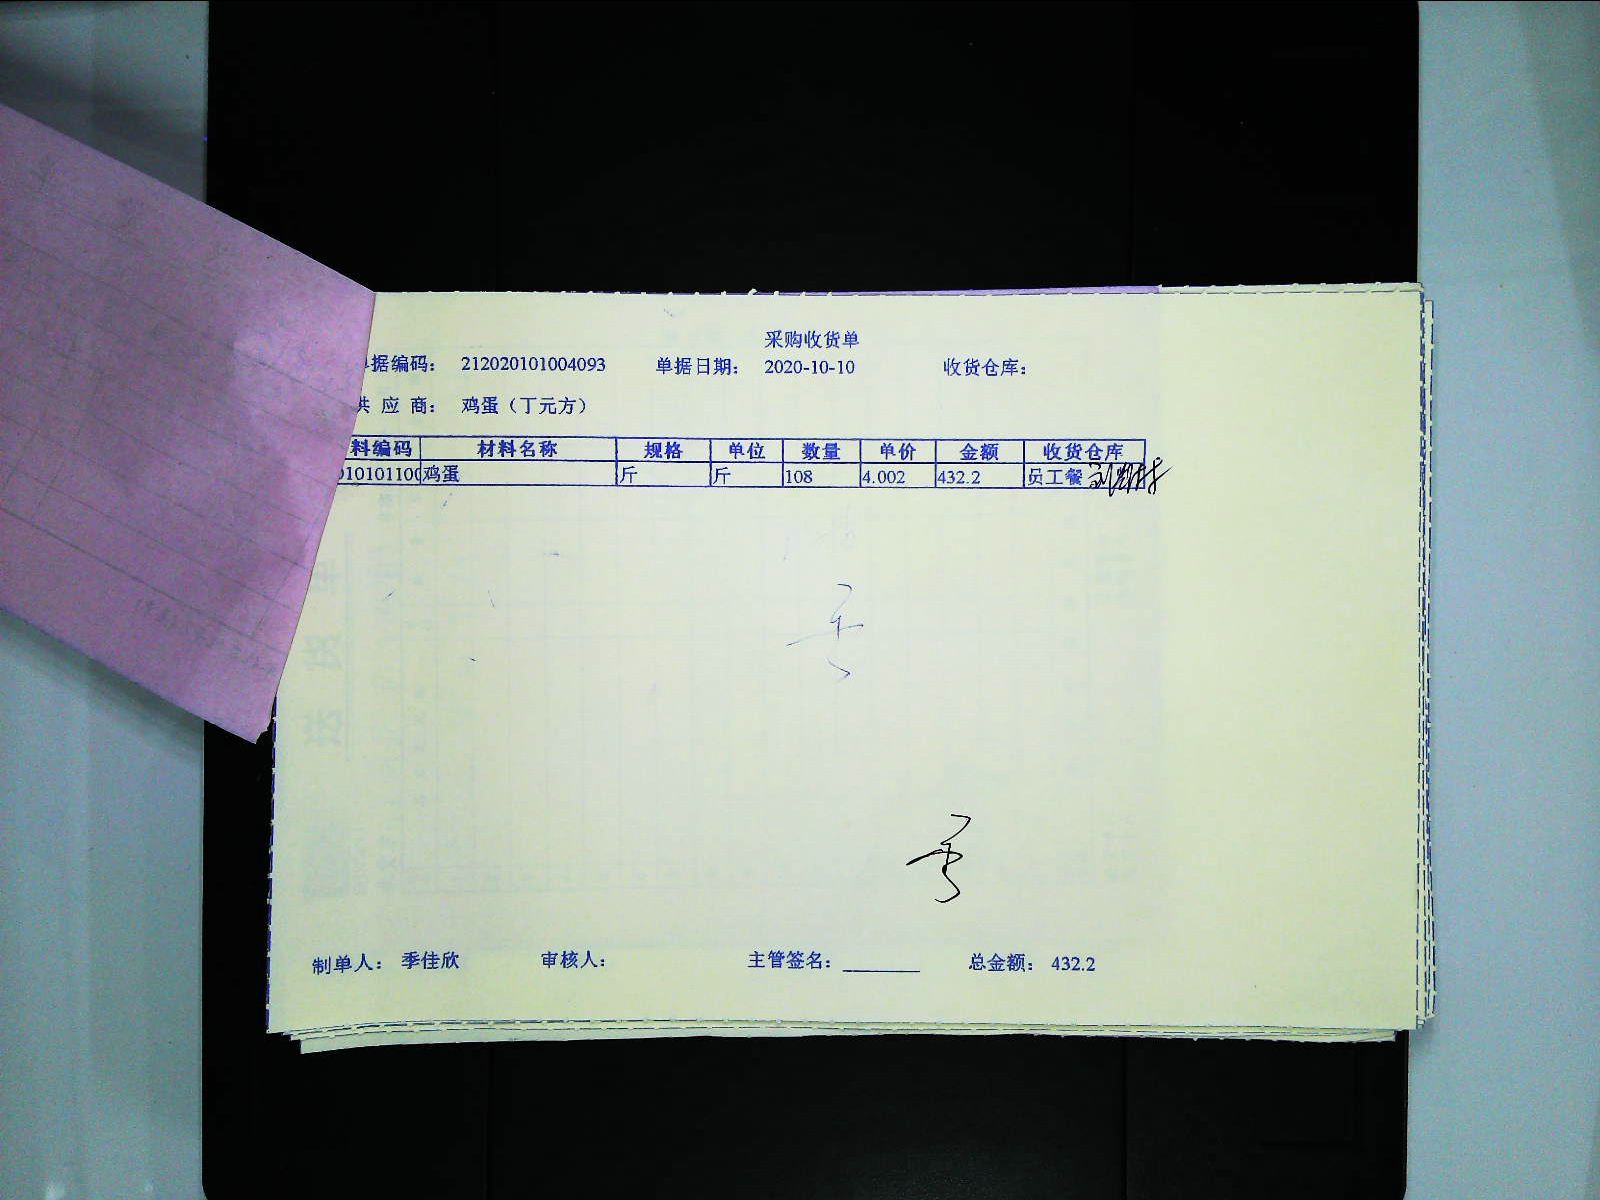 采购收货单
据编码： 212020101004093 单据日期： 2020-10-10 收货仓库：
供 应 商： 鸡蛋（丁元方）
料编码 材料名称 规格 单位 数量 单价 金额 收货仓库
010101100 鸡蛋 斤 斤 108 4.002 432.2 员工餐
制单人： 季佳欣 审核人： 主管签名： 总金额： 432.2